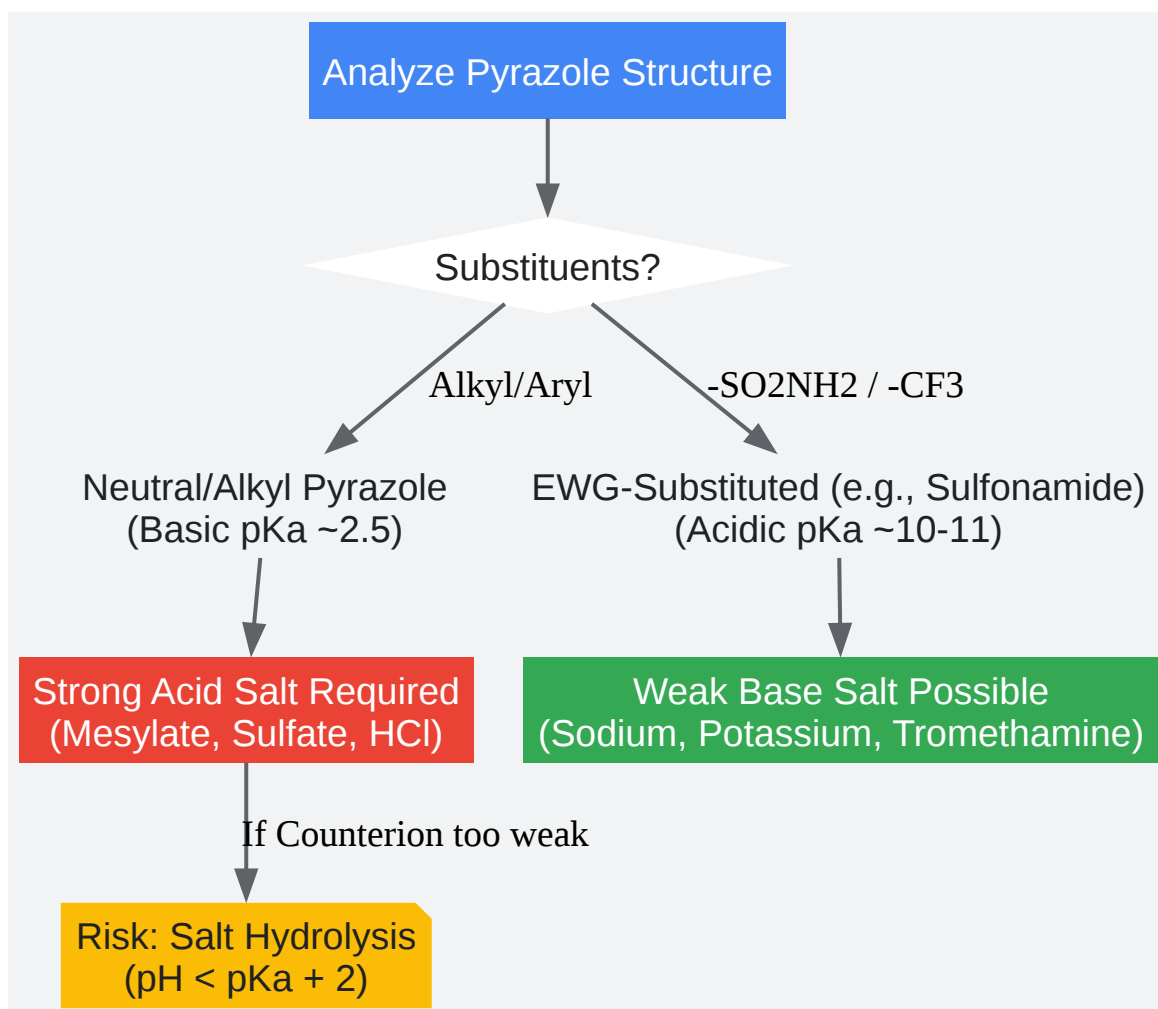 Analyze Pyrazole Structure
Substituents?
Alkyl/Aryl
-SO2NH2 / -CF3
Neutral/Alkyl Pyrazole
(Basic pKa ~2.5)
EWG-Substituted (e.g., Sulfonamide)
(Acidic pKa ~10-11)
Strong Acid Salt Required
(Mesylate, Sulfate, HCl)
Weak Base Salt Possible
(Sodium, Potassium, Tromethamine)
If Counterion too weak
Risk: Salt Hydrolysis
(pH < pKa + 2)